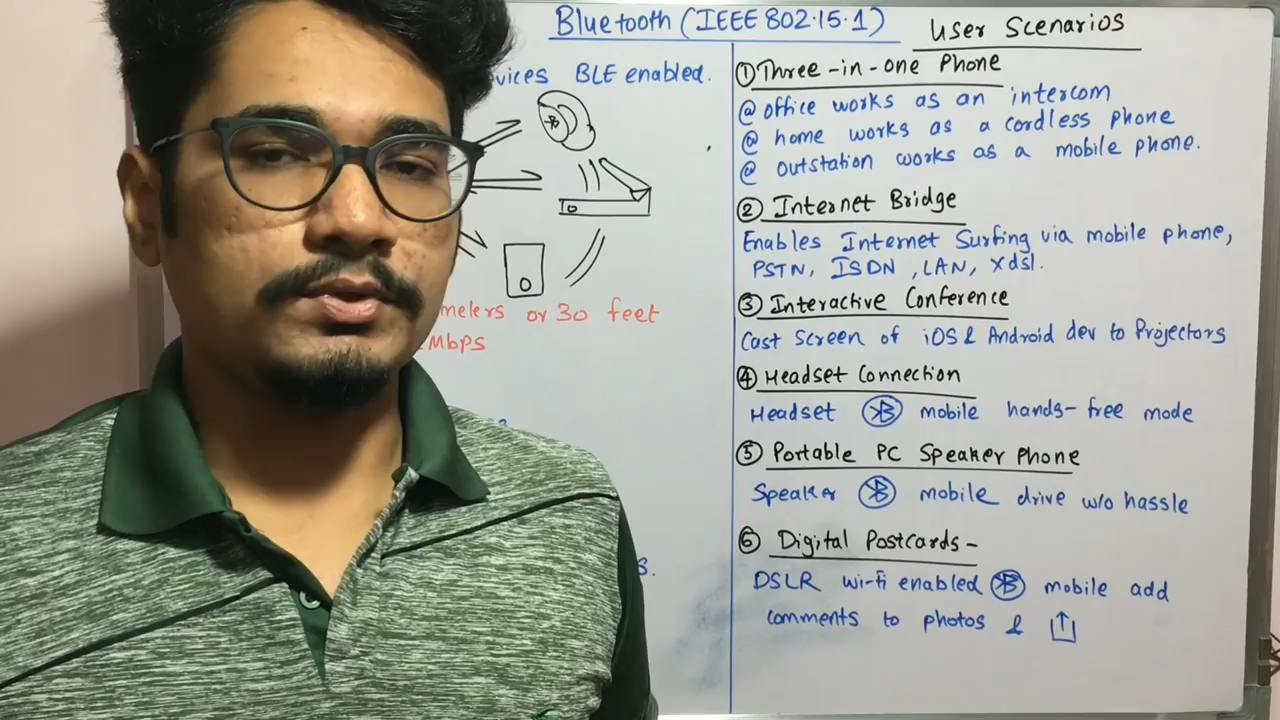 Bluetooth (IEEE 802.15.1)
BLE enabled.
meters or 30 feet
Mbps
User Scenarios
① Three-in-one Phone
@ office works as an intercom
@ home works as a cordless phone
@ outstation works as a mobile phone.
② Internet Bridge
Enables Internet Surfing via mobile phone,
PSTN, ISDN, LAN, xdsl.
③ Interactive Conference
Cast Screen of iOS & Android dev to Projectors
④ Headset Connection
Headset mobile hands-free mode
⑤ Portable PC Speaker Phone
Speaker mobile drive w/o hassle
⑥ Digital Postcards-
DSLR wi-fi enabled mobile add
comments to photos &